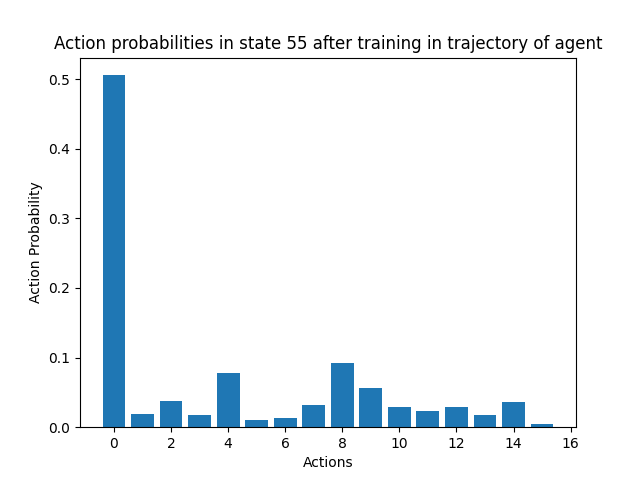 Action probabilities in state 55 after training in trajectory of agent
0.5
0.4
0.3
0.2
0.1
0.0
Action Probability
0 2 4 6 8 10 12 14 16
Actions